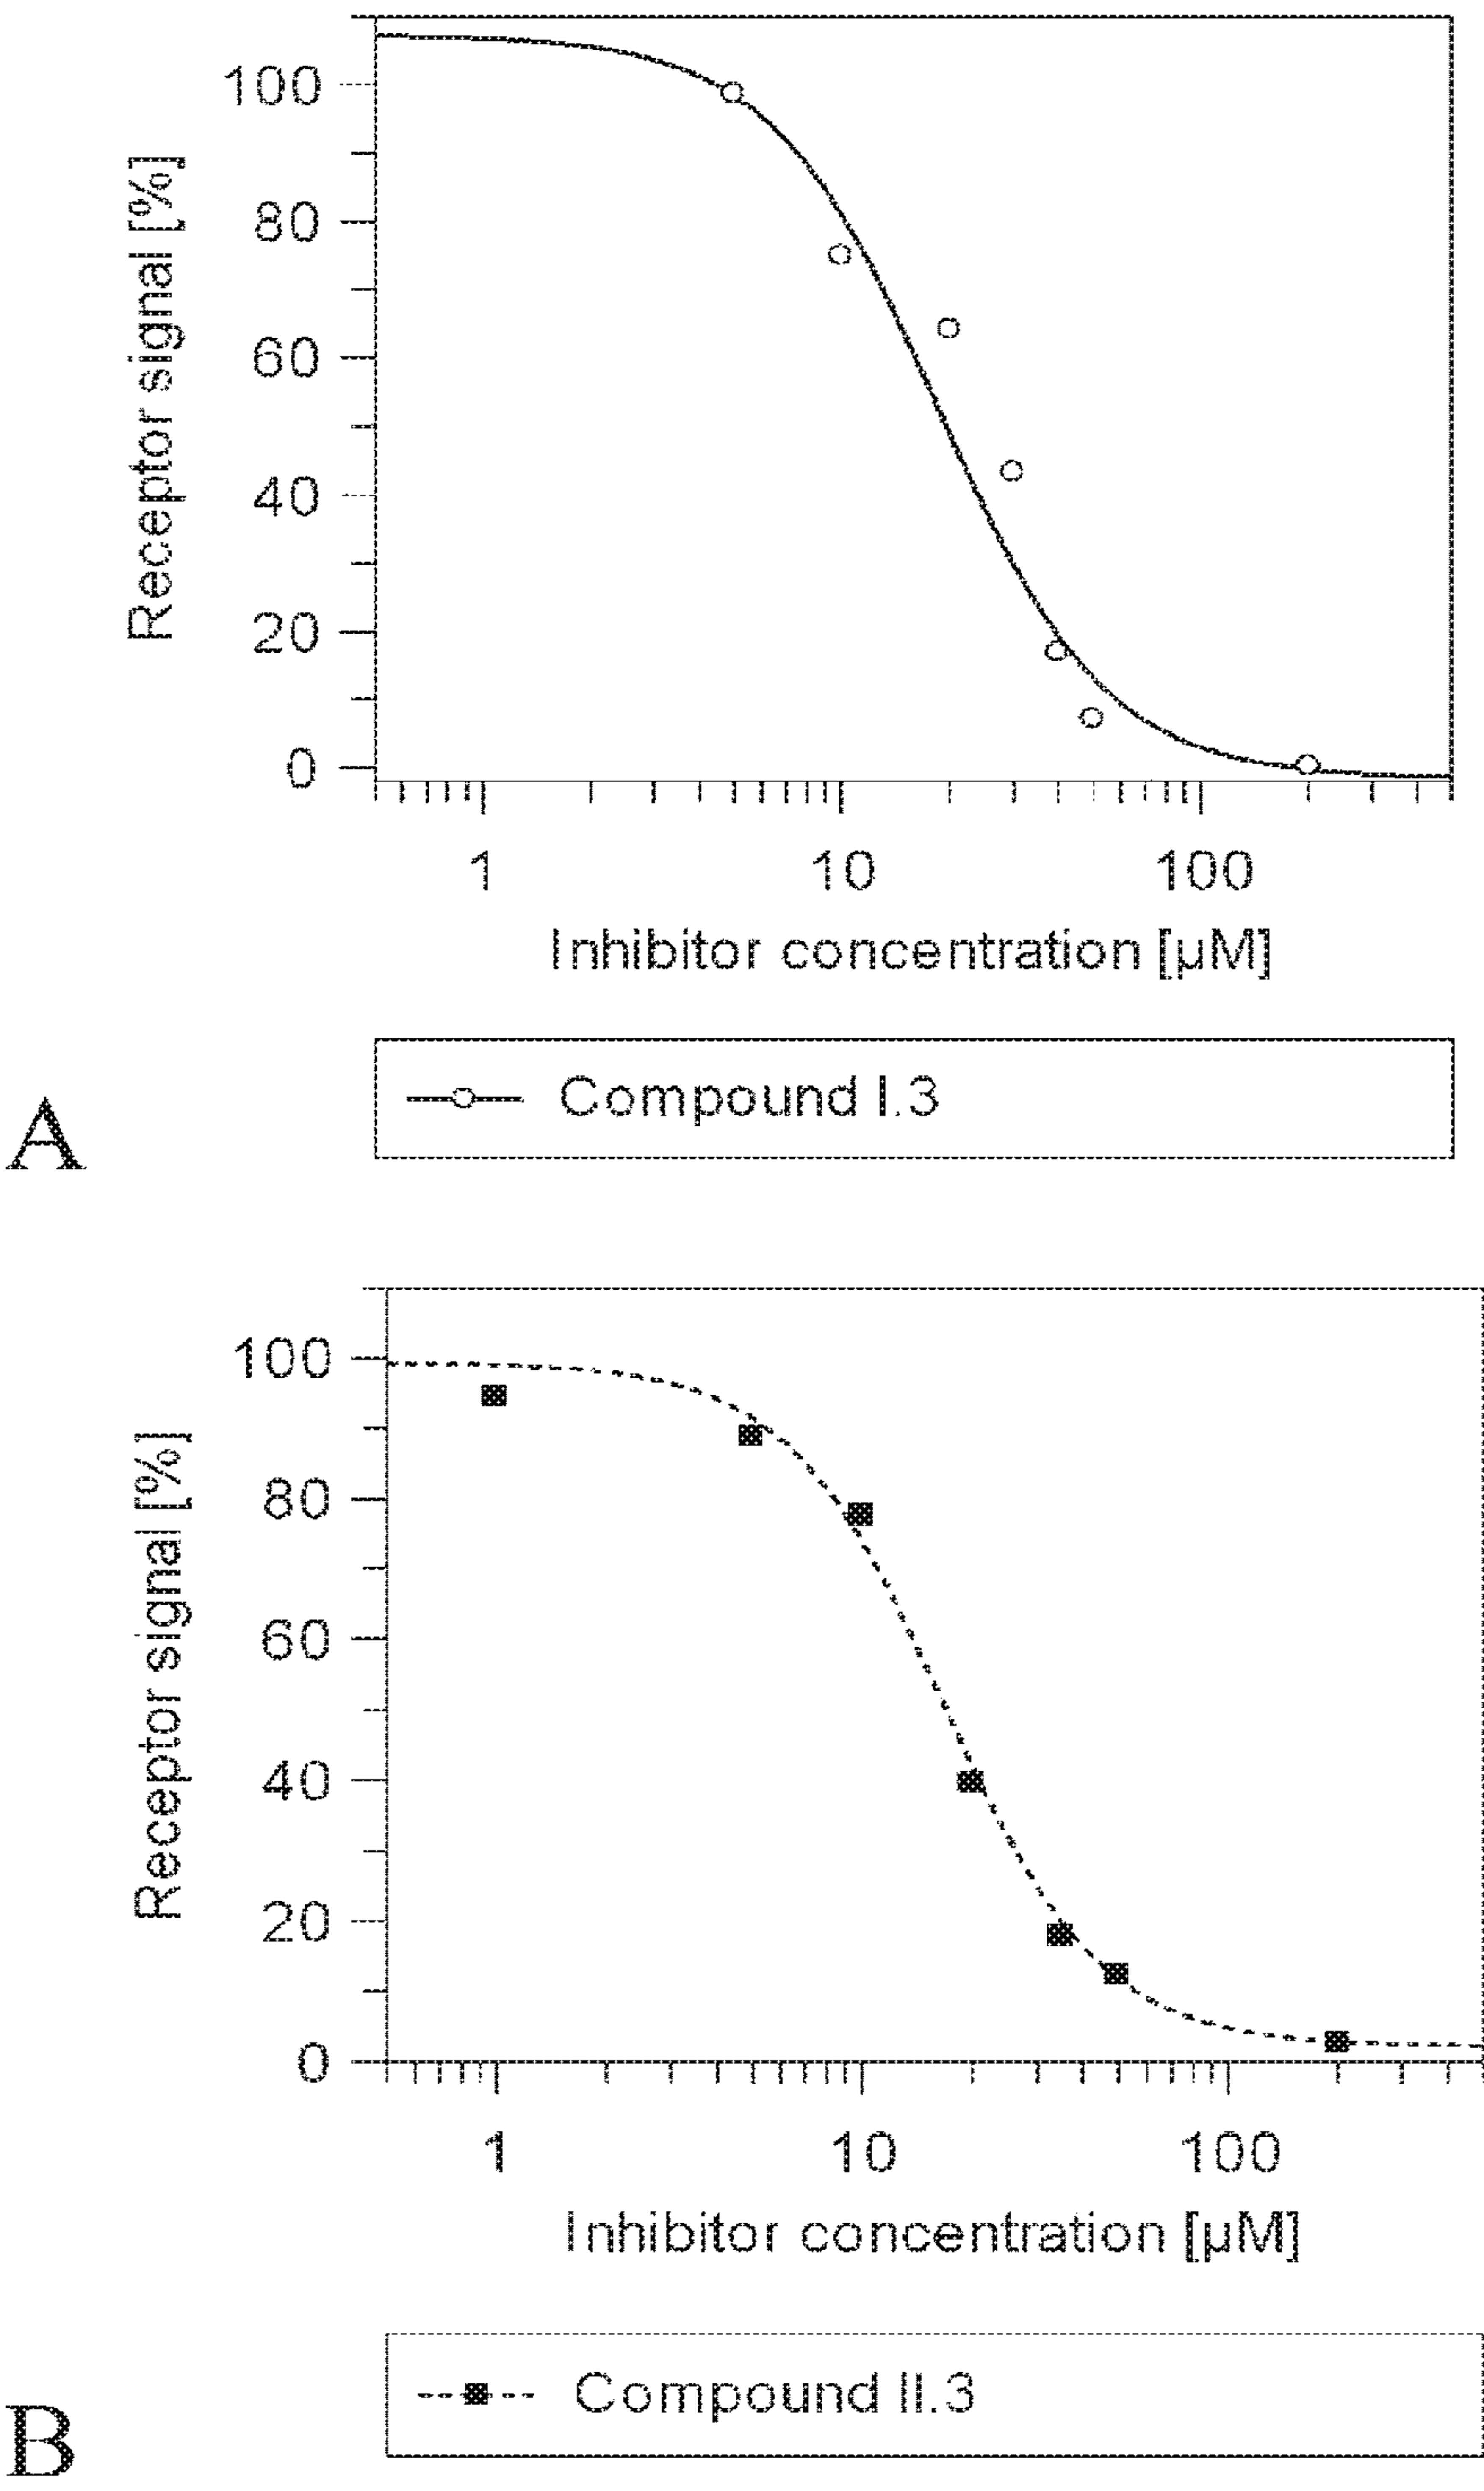 Receptor signal [%]
100
80
60
40
20
0
1 10 100
Inhibitor concentration [µM]
Compound I.3
A
Receptor signal [%]
100
80
60
40
20
0
1 10 100
Inhibitor concentration [µM]
Compound II.3
B